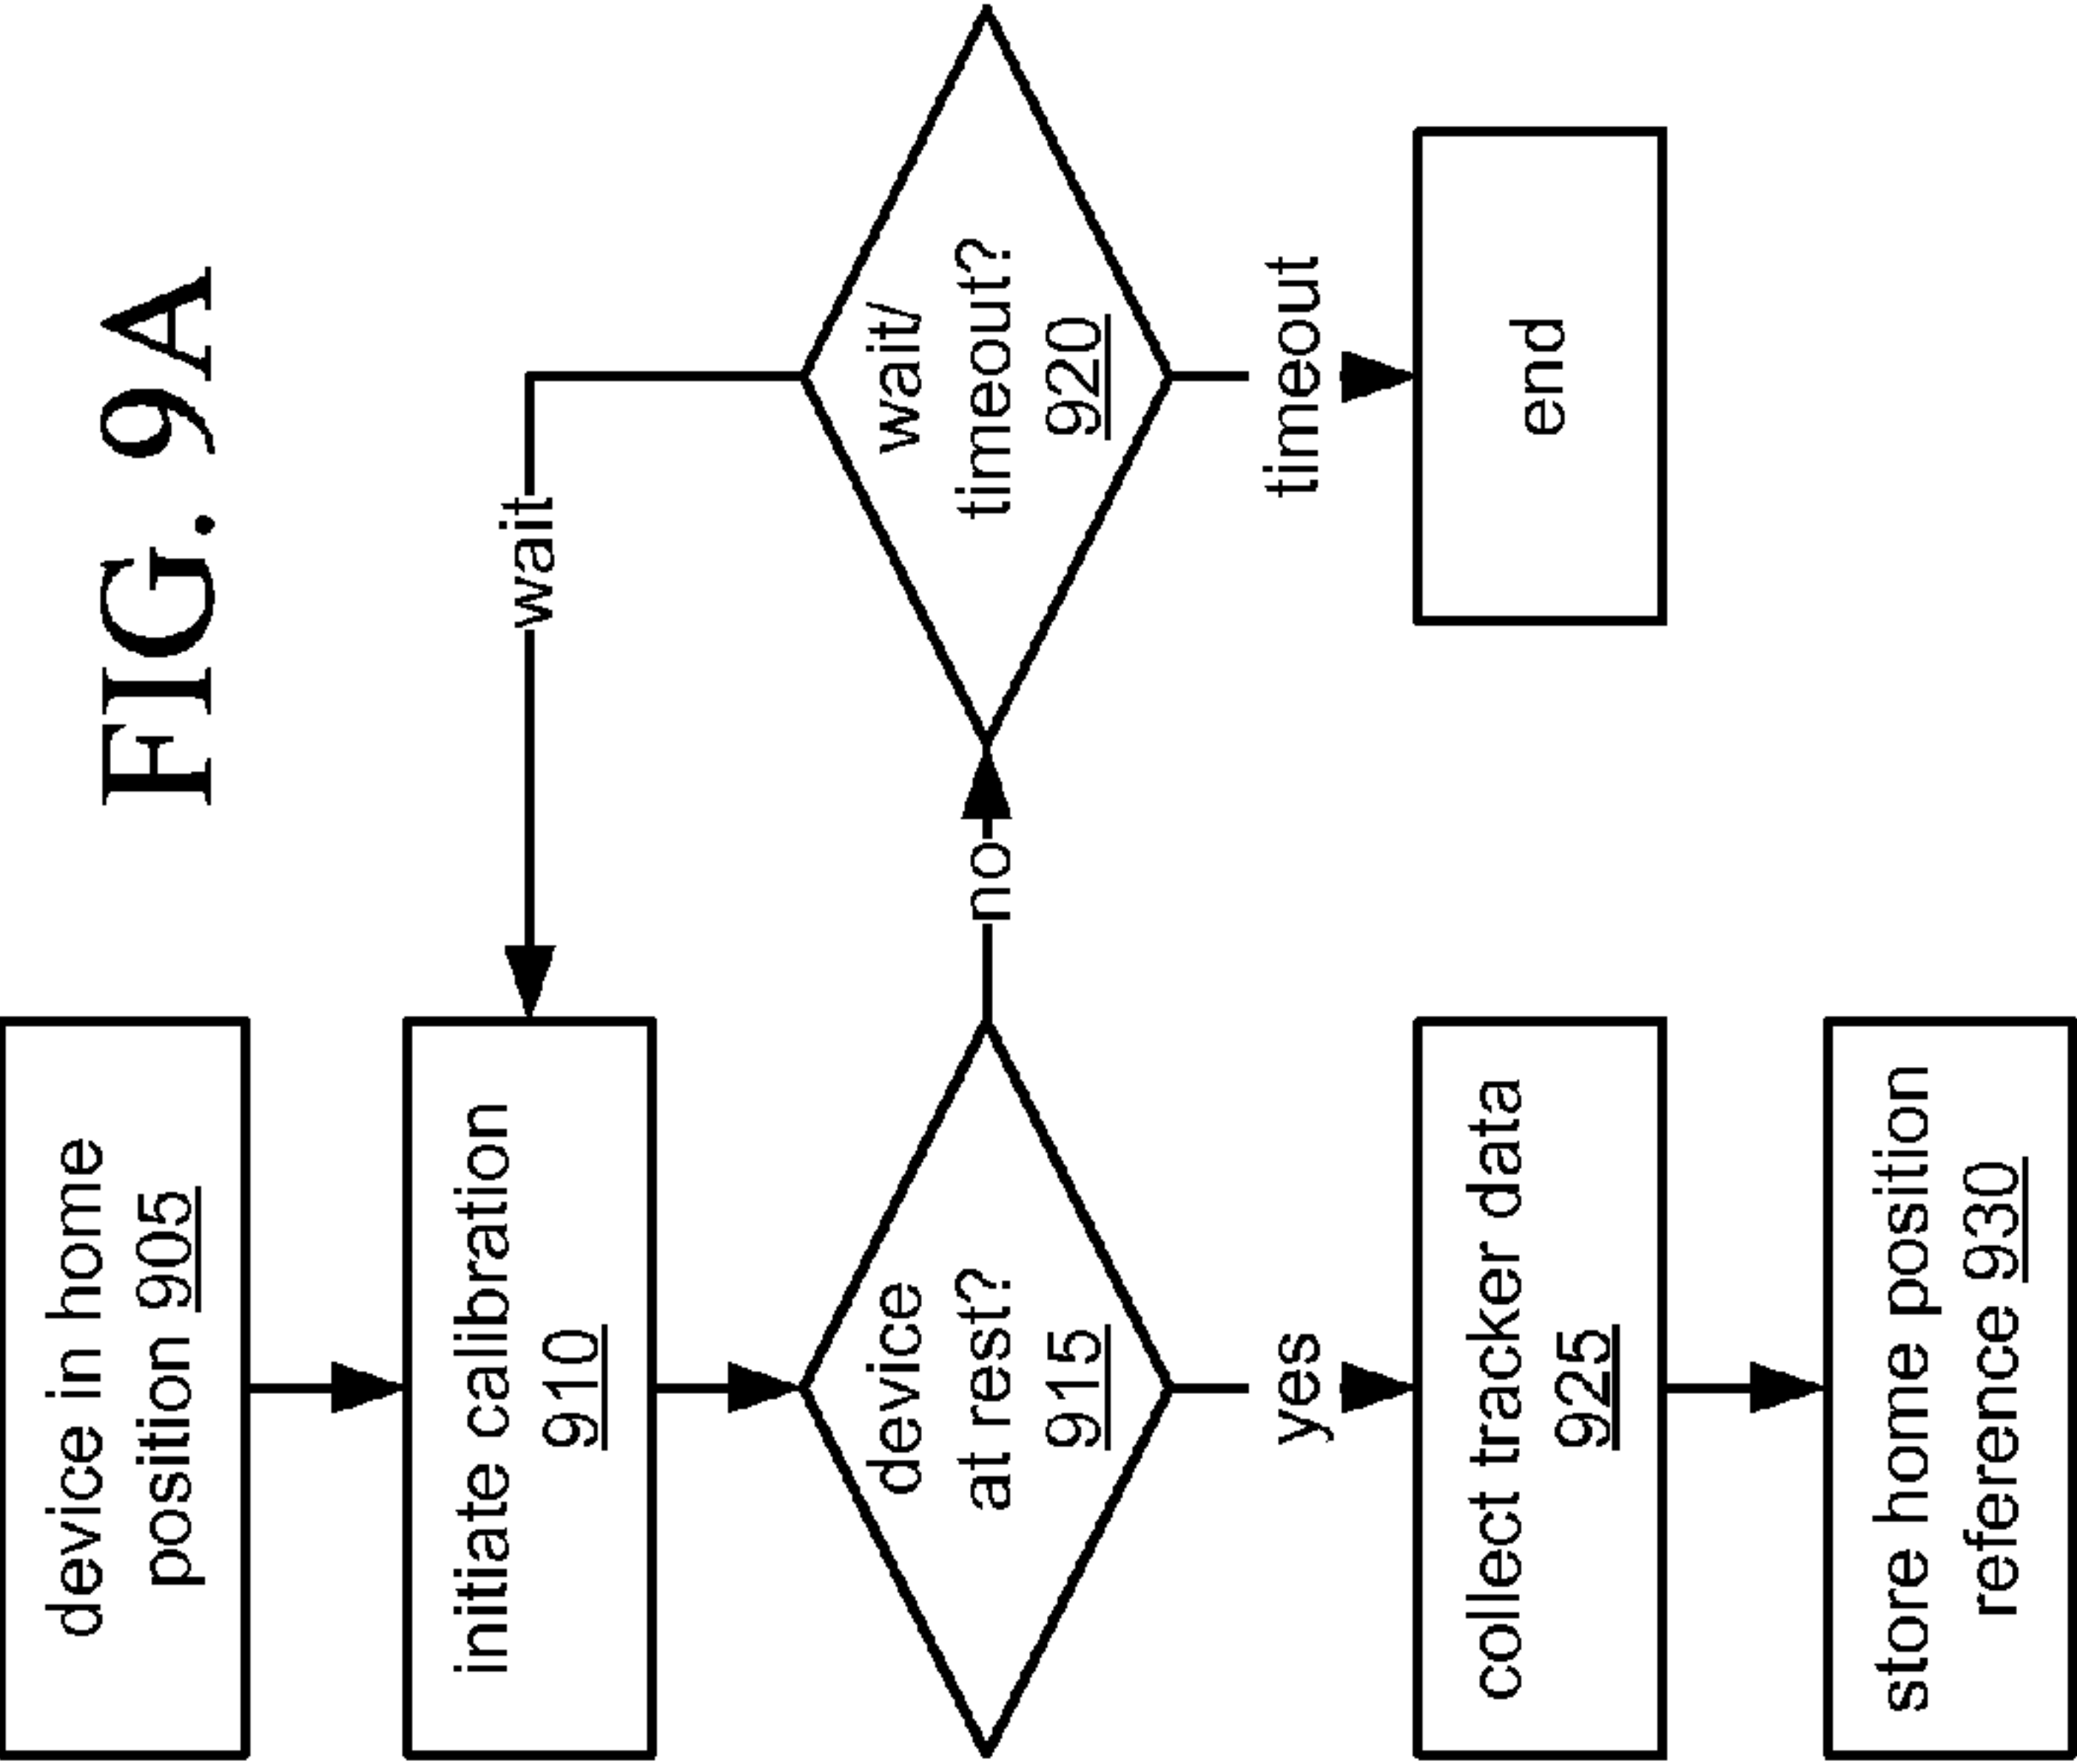 FIG. 9A
device in home
position 905
initiate calibration
910
wait
device
at rest?
915
no
wait/
timeout?
920
yes
timeout
collect tracker data
925
end
store home position
reference 930